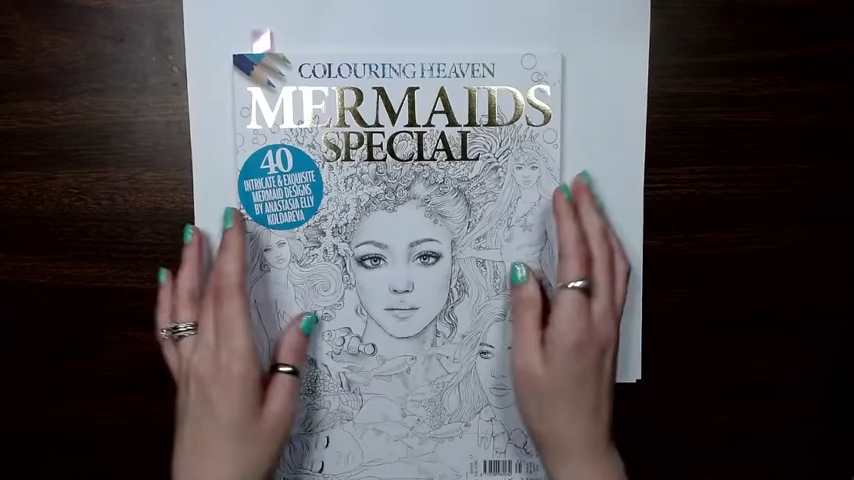 COLOURING HEAVEN
MERMAIDS
SPECIAL
40
INTRICATE & EXQUISITE
MERMAID DESIGNS
BY ANASTASIA ELLY
KOLDAREVA